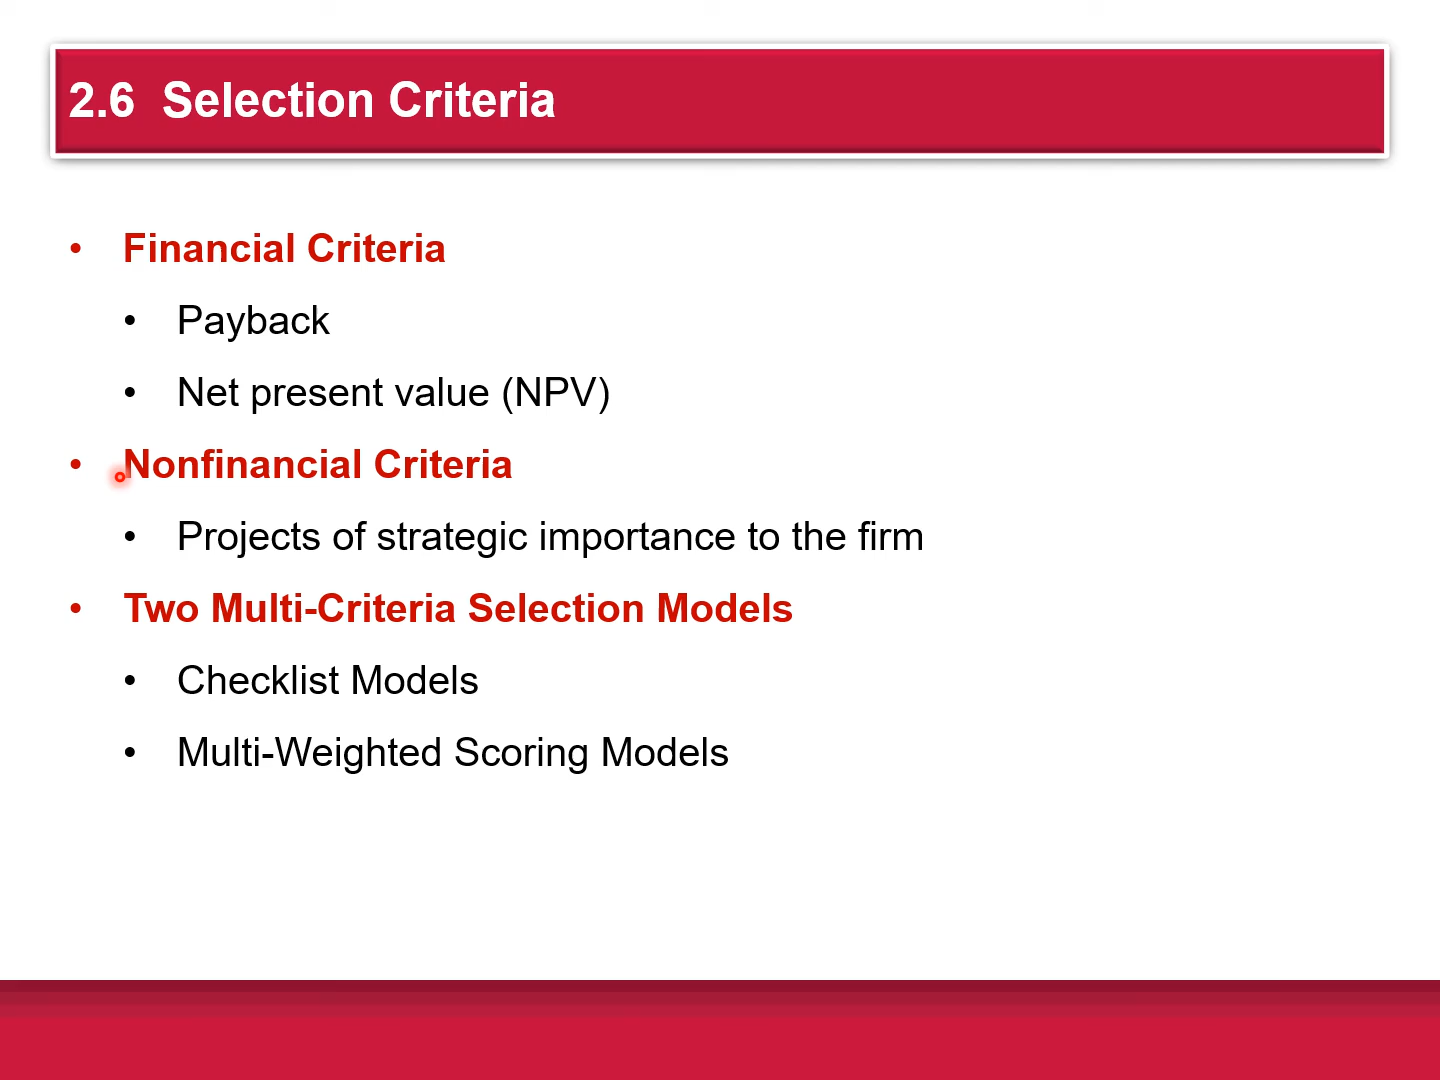 2.6 Selection Criteria
• Financial Criteria
• Payback
• Net present value (NPV)
• Nonfinancial Criteria
• Projects of strategic importance to the firm
• Two Multi-Criteria Selection Models
• Checklist Models
• Multi-Weighted Scoring Models